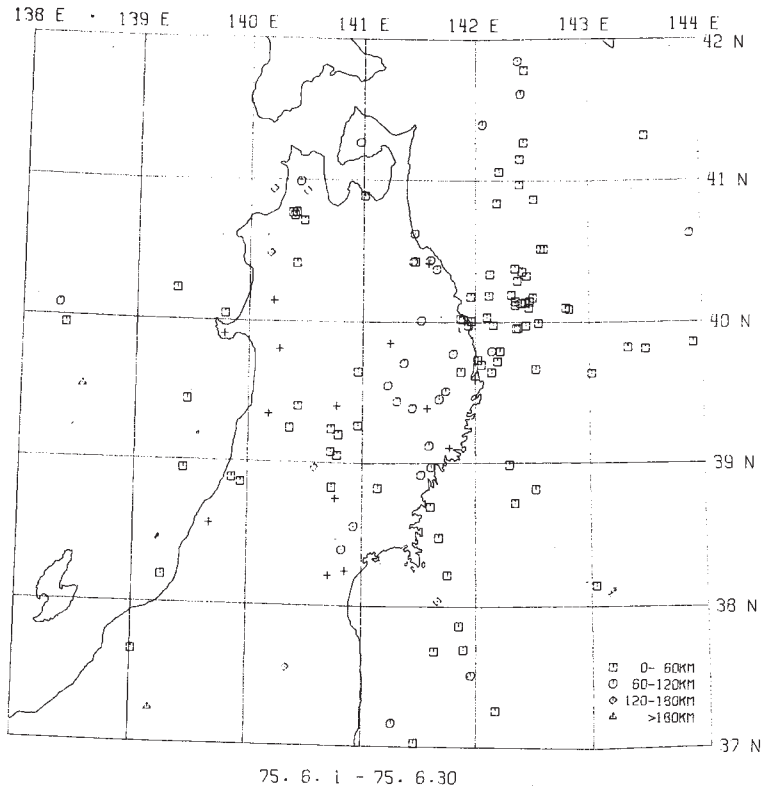 138 E 139 E 140 E 141 E 142 E 143 E 144 E
42 N
41 N
40 N
39 N
38 N
0- 60KM
60-120KM
120-180KM
>180KM
37 N
75. 6. 1 - 75. 6.30